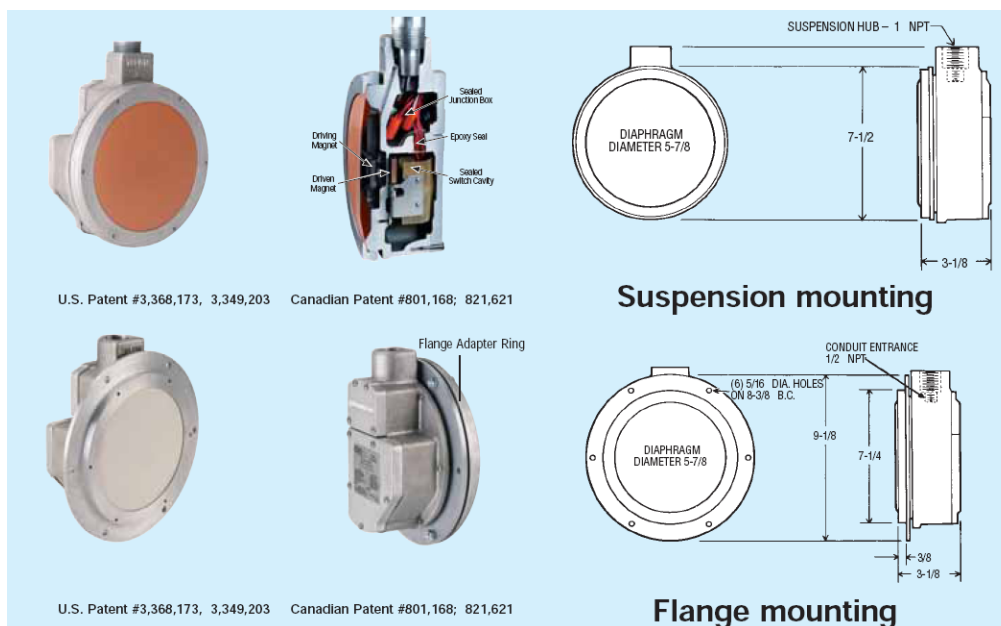 SUSPENSION HUB – 1 NPT
Sealed
Junction Box
Driving
Magnet
Epoxy Seal
Driven
Magnet
Sealed
Switch Cavity
DIAPHRAGM
DIAMETER 5-7/8
7-1/2
3-1/8
U.S. Patent #3,368,173, 3,349,203
Canadian Patent #801,168; 821,621
Suspension mounting
Flange Adapter Ring
CONDUIT ENTRANCE
1/2 NPT
(6) 5/16 DIA. HOLES
ON 8-3/8 B.C.
9-1/8
7-1/4
DIAPHRAGM
DIAMETER 5-7/8
3/8
3-1/8
U.S. Patent #3,368,173, 3,349,203
Canadian Patent #801,168; 821,621
Flange mounting